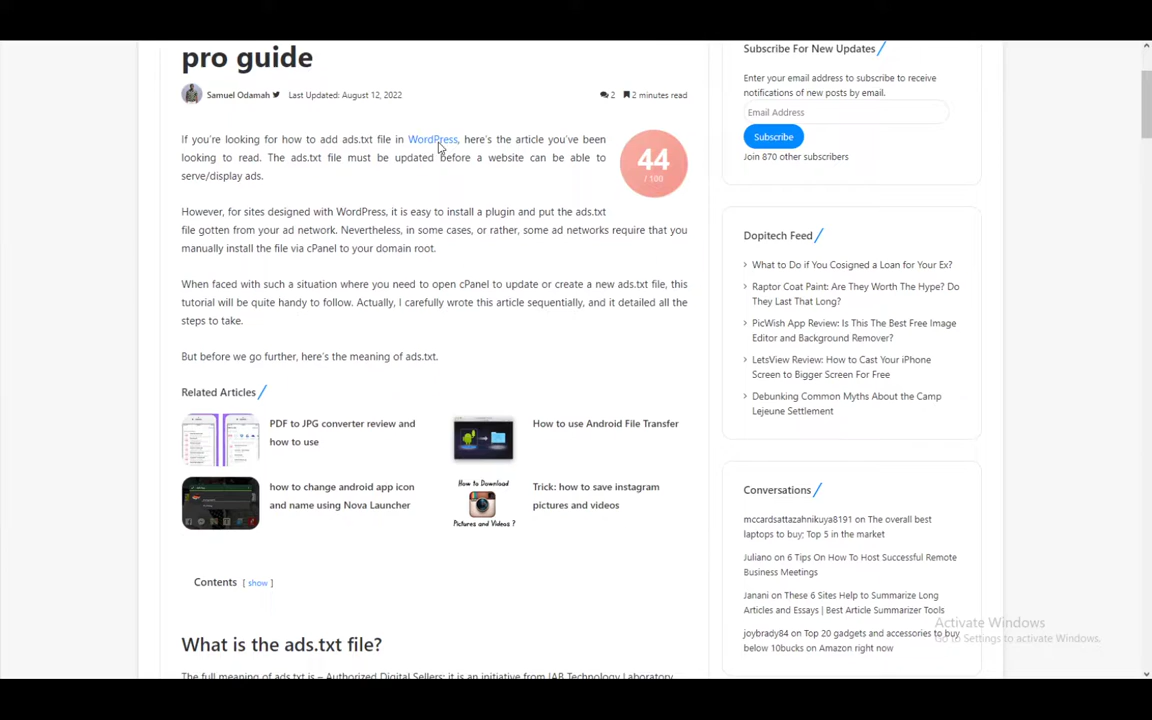 pro guide
Samuel Odamah Last Updated: August 12, 2022 2 2 minutes read
If you're looking for how to add ads.txt file in WordPress, here's the article you've been
looking to read. The ads.txt file must be updated before a website can be able to
serve/display ads.
44
/ 100
However, for sites designed with WordPress, it is easy to install a plugin and put the ads.txt
file gotten from your ad network. Nevertheless, in some cases, or rather, some ad networks require that you
manually install the file via cPanel to your domain root.
When faced with such a situation where you need to open cPanel to update or create a new ads.txt file, this
tutorial will be quite handy to follow. Actually, I carefully wrote this article sequentially, and it detailed all the
steps to take.
But before we go further, here's the meaning of ads.txt.
Related Articles
PDF to JPG converter review and
how to use
How to use Android File Transfer
how to change android app icon
and name using Nova Launcher
How to Download
Pictures and Videos ?
Trick: how to save instagram
pictures and videos
Contents [ show ]
What is the ads.txt file?
The full meaning of ads.txt is – Authorized Digital Sellers; it is an initiative from IAB Technology Laboratory.
Subscribe For New Updates
Enter your email address to subscribe to receive
notifications of new posts by email.
Email Address
Subscribe
Join 870 other subscribers
Dopitech Feed
What to Do if You Cosigned a Loan for Your Ex?
Raptor Coat Paint: Are They Worth The Hype? Do
They Last That Long?
PicWish App Review: Is This The Best Free Image
Editor and Background Remover?
LetsView Review: How to Cast Your iPhone
Screen to Bigger Screen For Free
Debunking Common Myths About the Camp
Lejeune Settlement
Conversations
mccardsattazahnikuya8191 on The overall best
laptops to buy; Top 5 in the market
Juliano on 6 Tips On How To Host Successful Remote
Business Meetings
Janani on These 6 Sites Help to Summarize Long
Articles and Essays | Best Article Summarizer Tools
joybrady84 on Top 20 gadgets and accessories to buy
below 10bucks on Amazon right now
Activate Windows
Go to Settings to activate Windows.